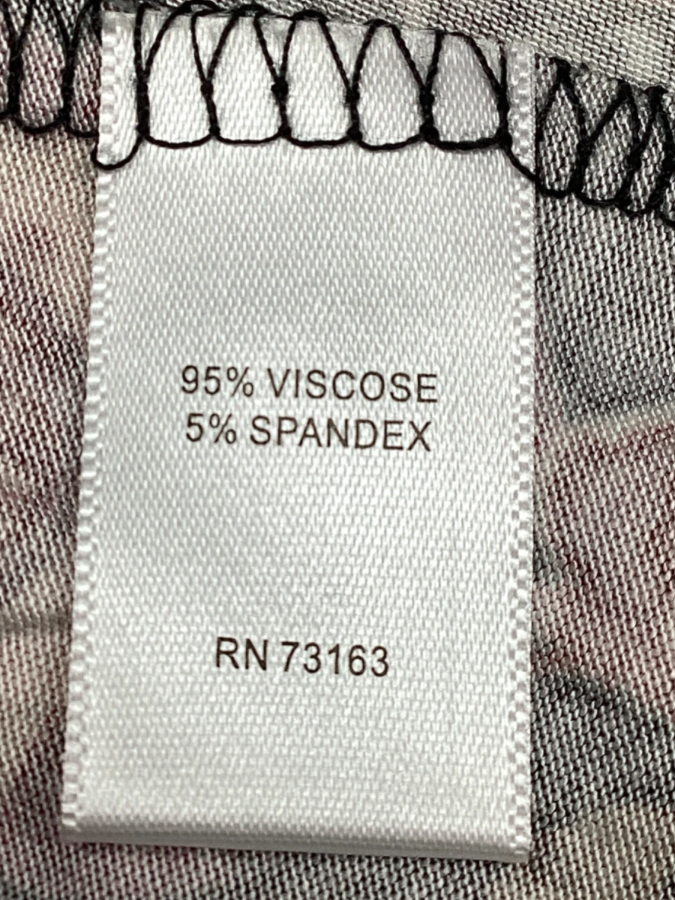 95% VISCOSE
5% SPANDEX
RN 73163